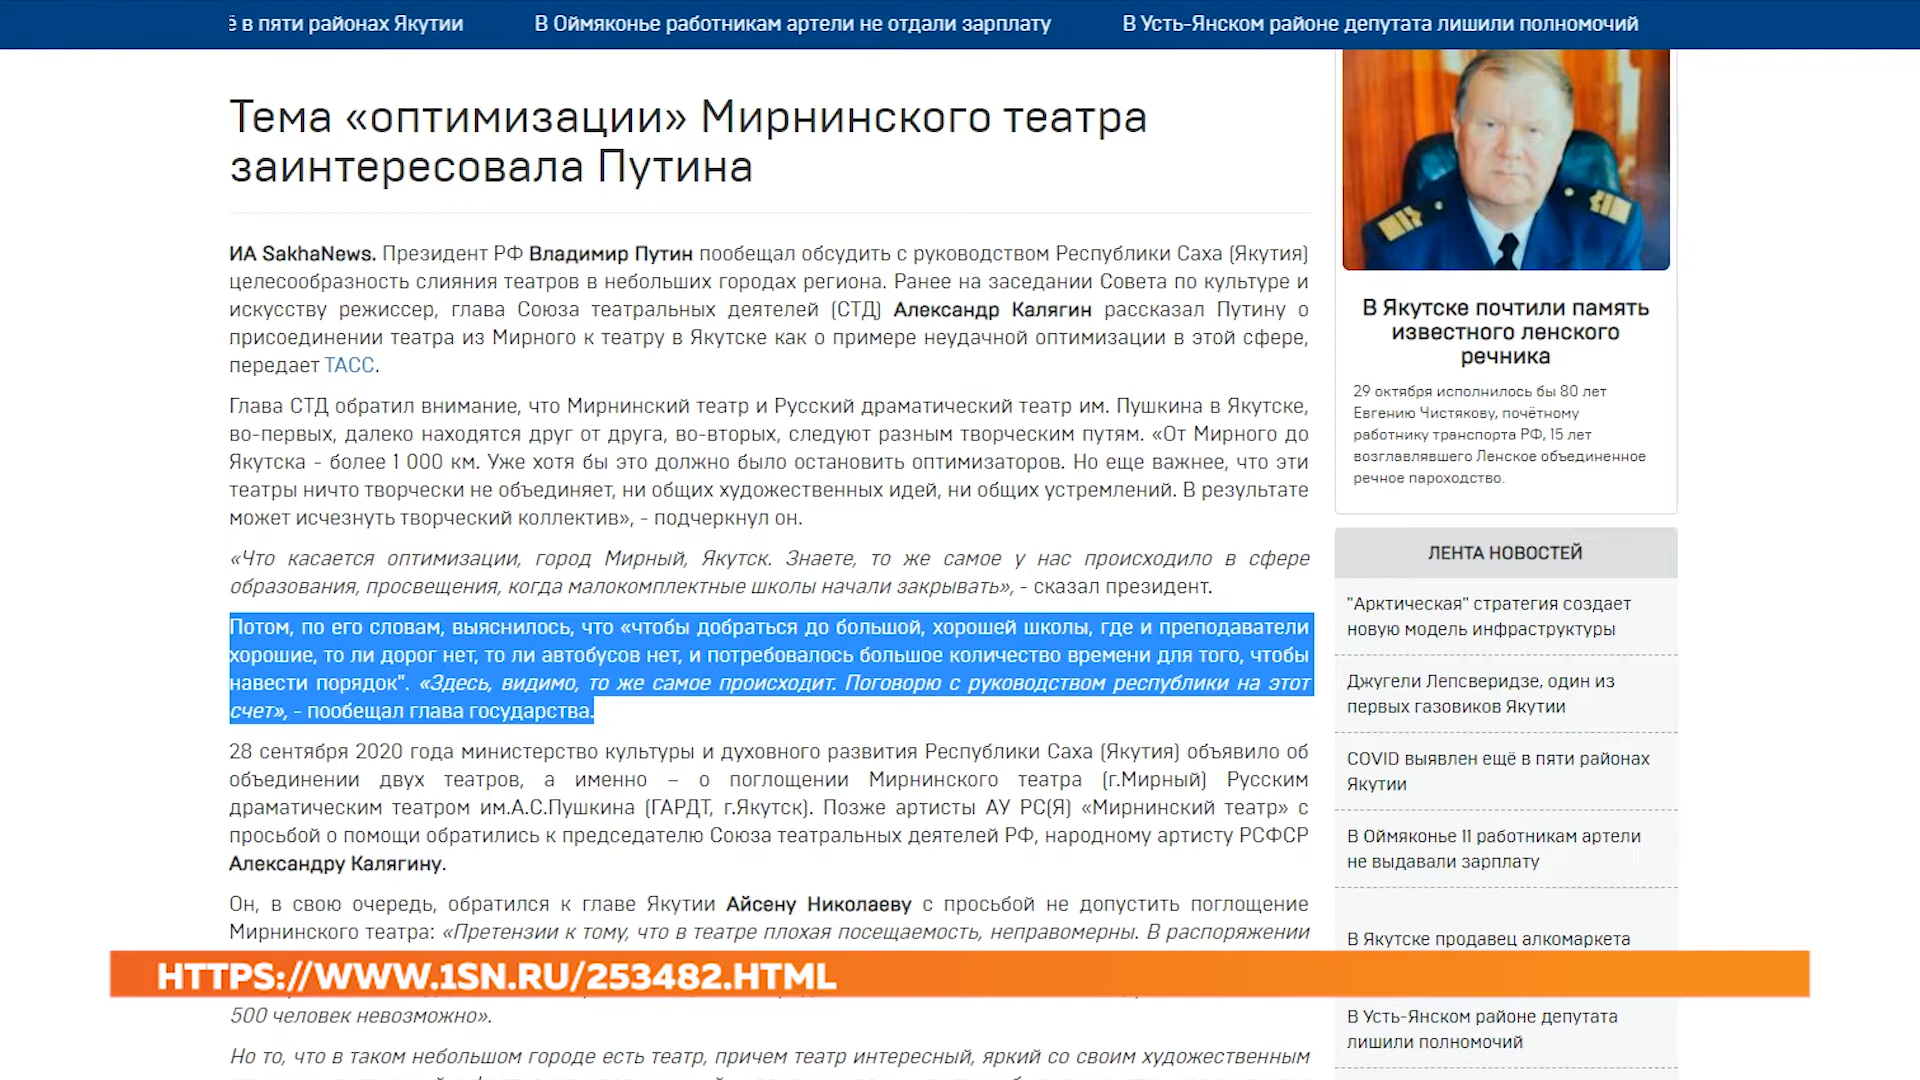 ё в пяти районах Якутии
В Оймяконье работникам артели не отдали зарплату
В Усть-Янском районе депутата лишили полномочий
Тема «оптимизации» Мирнинского театра
заинтересовала Путина
ИА SakhaNews. Президент РФ Владимир Путин пообещал обсудить с руководством Республики Саха (Якутия)
целесообразность слияния театров в небольших городах региона. Ранее на заседании Совета по культуре и
искусству режиссер, глава Союза театральных деятелей (СТД) Александр Калягин рассказал Путину о
присоединении театра из Мирного к театру в Якутске как о примере неудачной оптимизации в этой сфере,
передает ТАСС.
Глава СТД обратил внимание, что Мирнинский театр и Русский драматический театр им. Пушкина в Якутске,
во-первых, далеко находятся друг от друга, во-вторых, следуют разным творческим путям. «От Мирного до
Якутска - более 1 000 км. Уже хотя бы это должно было остановить оптимизаторов. Но еще важнее, что эти
театры ничто творчески не объединяет, ни общих художественных идей, ни общих устремлений. В результате
может исчезнуть творческий коллектив», - подчеркнул он.
«Что касается оптимизации, город Мирный, Якутск. Знаете, то же самое у нас происходило в сфере
образования, просвещения, когда малокомплектные школы начали закрывать», - сказал президент.
Потом, по его словам, выяснилось, что «чтобы добраться до большой, хорошей школы, где и преподаватели
хорошие, то ли дорог нет, то ли автобусов нет, и потребовалось большое количество времени для того, чтобы
навести порядок". «Здесь, видимо, то же самое происходит. Поговорю с руководством республики на этот
счет», - пообещал глава государства.
28 сентября 2020 года министерство культуры и духовного развития Республики Саха (Якутия) объявило об
объединении двух театров, а именно – о поглощении Мирнинского театра (г.Мирный) Русским
драматическим театром им.А.С.Пушкина (ГАРДТ, г.Якутск). Позже артисты АУ РС(Я) «Мирнинский театр» с
просьбой о помощи обратились к председателю Союза театральных деятелей РФ, народному артисту РСФСР
Александру Калягину.
Он, в свою очередь, обратился к главе Якутии Айсену Николаеву с просьбой не допустить поглощение
Мирнинского театра: «Претензии к тому, что в театре плохая посещаемость, неправомерны. В распоряжении
HTTPS://WWW.1SN.RU/253482.HTML
500 человек невозможно».
Но то, что в таком небольшом городе есть театр, причем театр интересный, яркий со своим художественным
В Якутске почтили память
известного ленского
речника
29 октября исполнилось бы 80 лет
Евгению Чистякову, почётному
работнику транспорта РФ, 15 лет
возглавлявшего Ленское объединенное
речное пароходство.
ЛЕНТА НОВОСТЕЙ
"Арктическая" стратегия создает
новую модель инфраструктуры
Джугели Лепсверидзе, один из
первых газовиков Якутии
COVID выявлен ещё в пяти районах
Якутии
В Оймяконье 11 работникам артели
не выдавали зарплату
В Якутске продавец алкомаркета
В Усть-Янском районе депутата
лишили полномочий